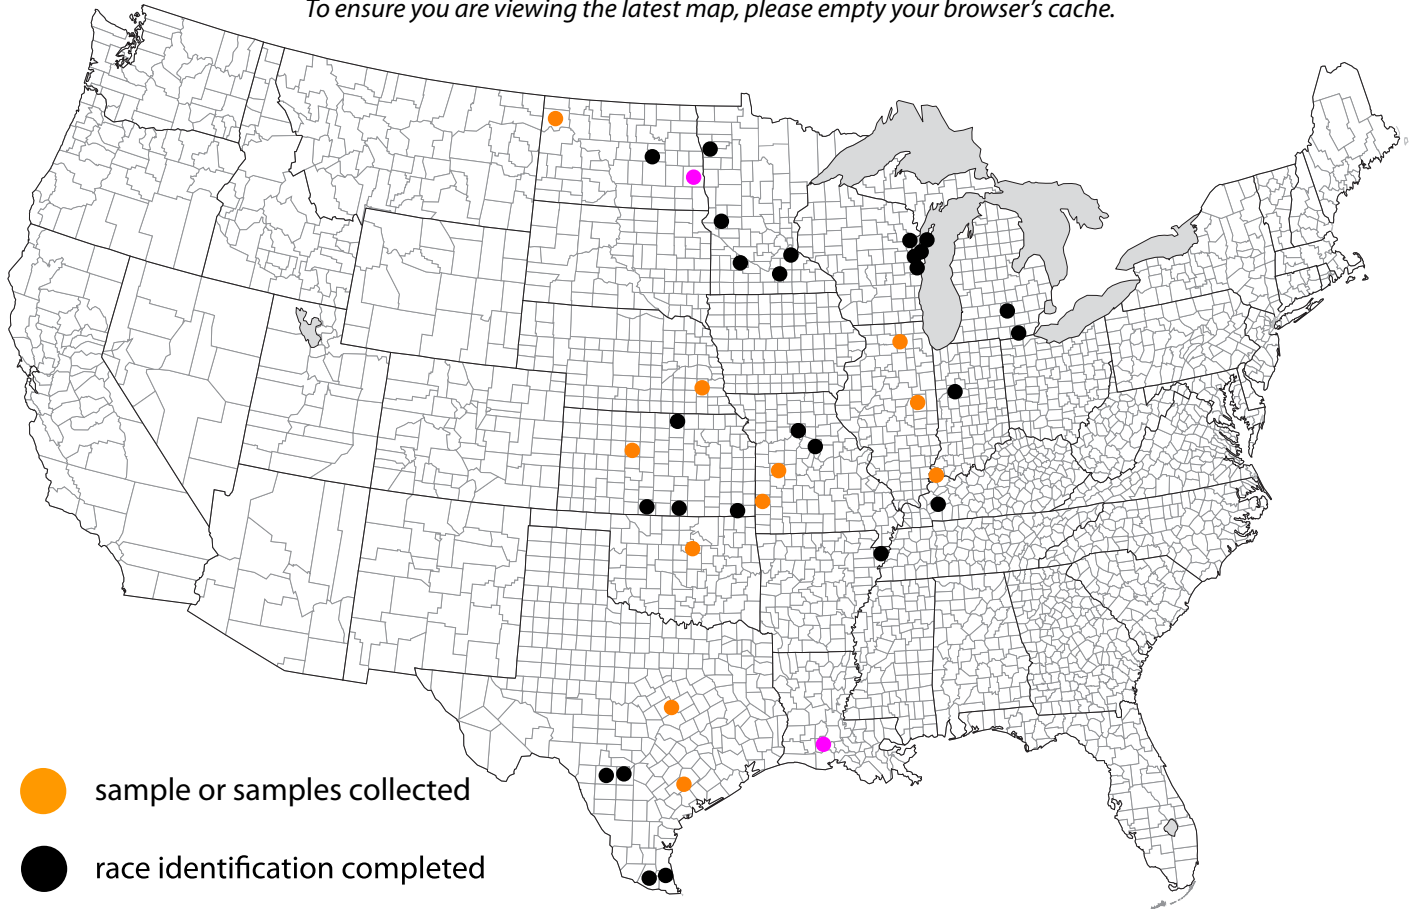 To ensure you are viewing the latest map, please empty your browser’s cache.
sample or samples collected
race identification completed